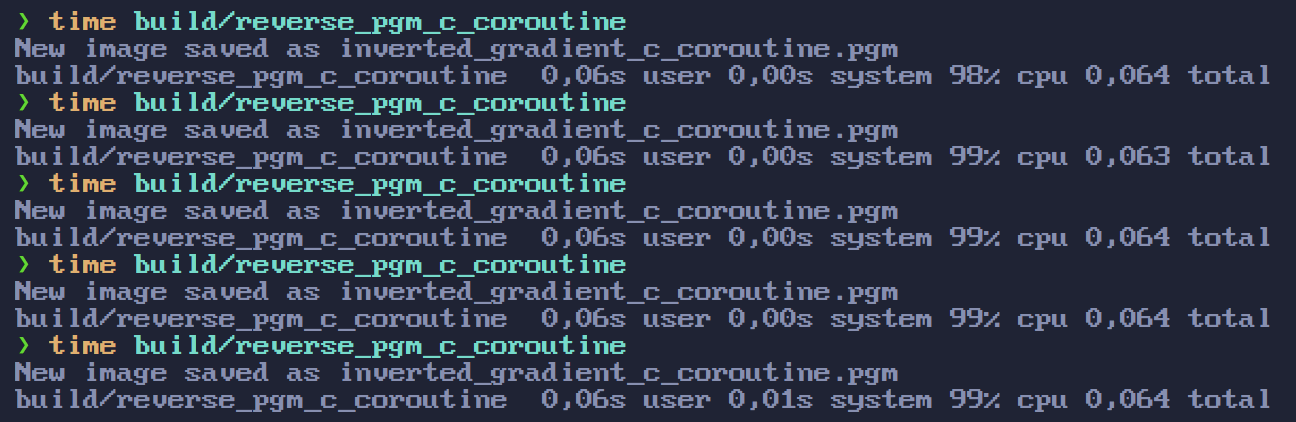 ❯ time build/reverse_pgm_c_coroutine
New image saved as inverted_gradient_c_coroutine.pgm
build/reverse_pgm_c_coroutine  0,06s user 0,00s system 98% cpu 0,064 total
❯ time build/reverse_pgm_c_coroutine
New image saved as inverted_gradient_c_coroutine.pgm
build/reverse_pgm_c_coroutine  0,06s user 0,00s system 99% cpu 0,063 total
❯ time build/reverse_pgm_c_coroutine
New image saved as inverted_gradient_c_coroutine.pgm
build/reverse_pgm_c_coroutine  0,06s user 0,00s system 99% cpu 0,064 total
❯ time build/reverse_pgm_c_coroutine
New image saved as inverted_gradient_c_coroutine.pgm
build/reverse_pgm_c_coroutine  0,06s user 0,00s system 99% cpu 0,064 total
❯ time build/reverse_pgm_c_coroutine
New image saved as inverted_gradient_c_coroutine.pgm
build/reverse_pgm_c_coroutine  0,06s user 0,01s system 99% cpu 0,064 total